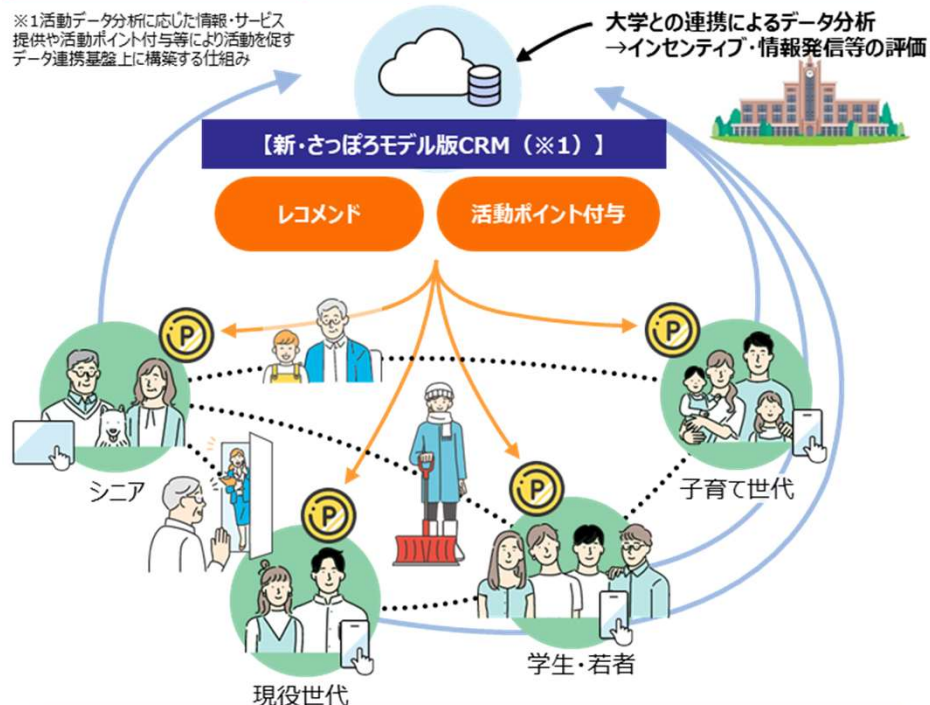 ※1活動データ分析に応じた情報・サービス
提供や活動ポイント付与等により活動を促す
データ連携基盤上に構築する仕組み
大学との連携によるデータ分析
→インセンティブ・情報発信等の評価
【新・さっぽろモデル版CRM（※1）】
レコメンド
活動ポイント付与
P
P
シニア
子育て世代
P
P
学生・若者
現役世代